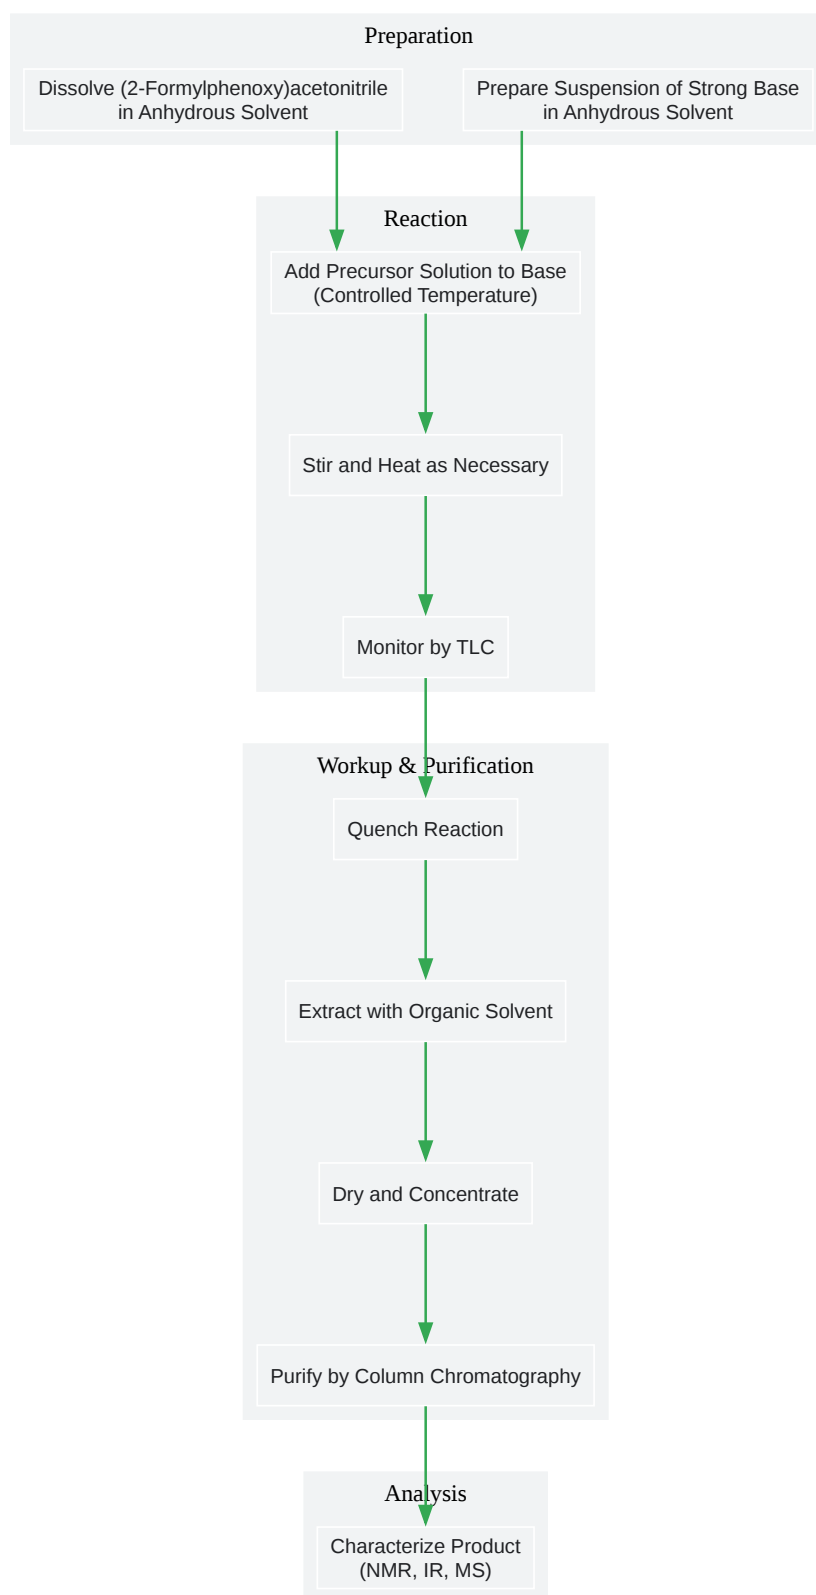 Preparation
Dissolve (2-Formylphenoxy)acetonitrile
in Anhydrous Solvent
Prepare Suspension of Strong Base
in Anhydrous Solvent
Reaction
Add Precursor Solution to Base
(Controlled Temperature)
Stir and Heat as Necessary
Monitor by TLC
Workup & Purification
Quench Reaction
Extract with Organic Solvent
Dry and Concentrate
Purify by Column Chromatography
Analysis
Characterize Product
(NMR, IR, MS)